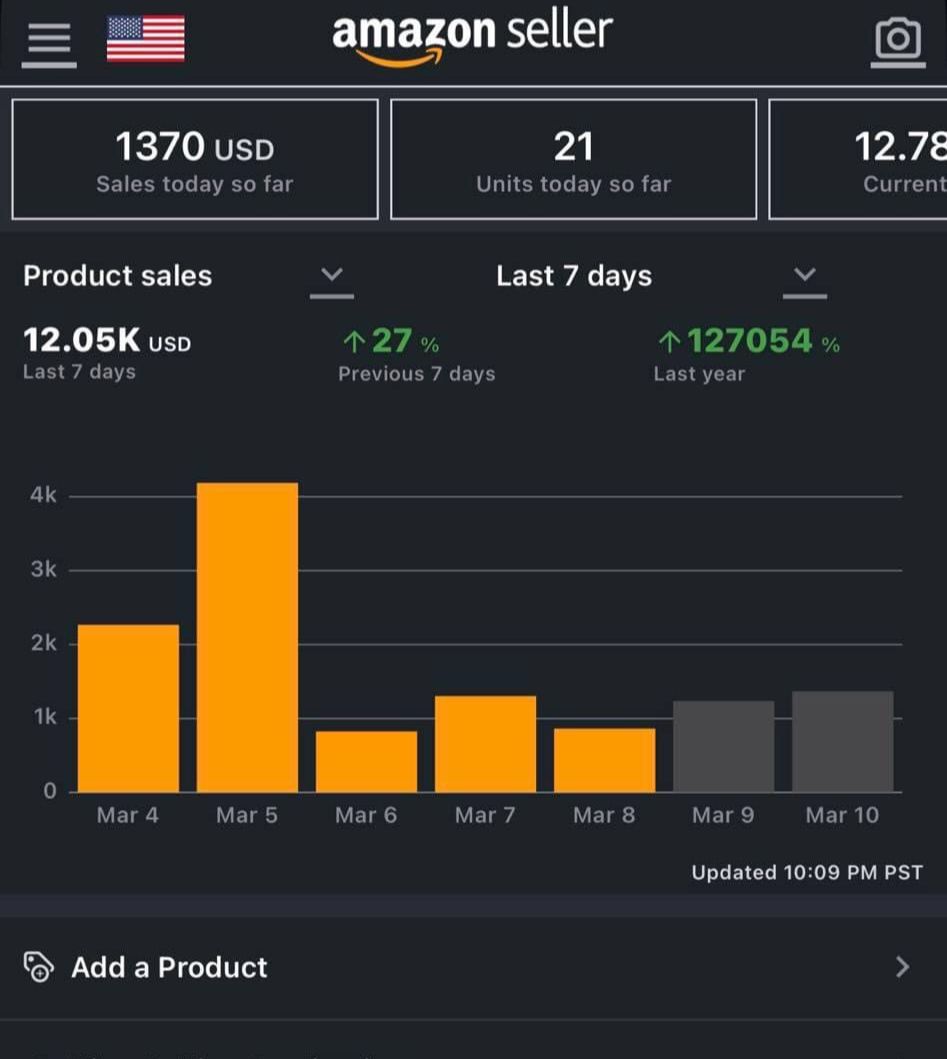 amazon seller
1370 USD
Sales today so far
21
Units today so far
12.78
Current
Product sales
Last 7 days
12.05K USD
Last 7 days
↑27 %
Previous 7 days
↑127054 %
Last year
4k
3k
2k
1k
0
Mar 4 Mar 5 Mar 6 Mar 7 Mar 8 Mar 9 Mar 10
Updated 10:09 PM PST
Add a Product